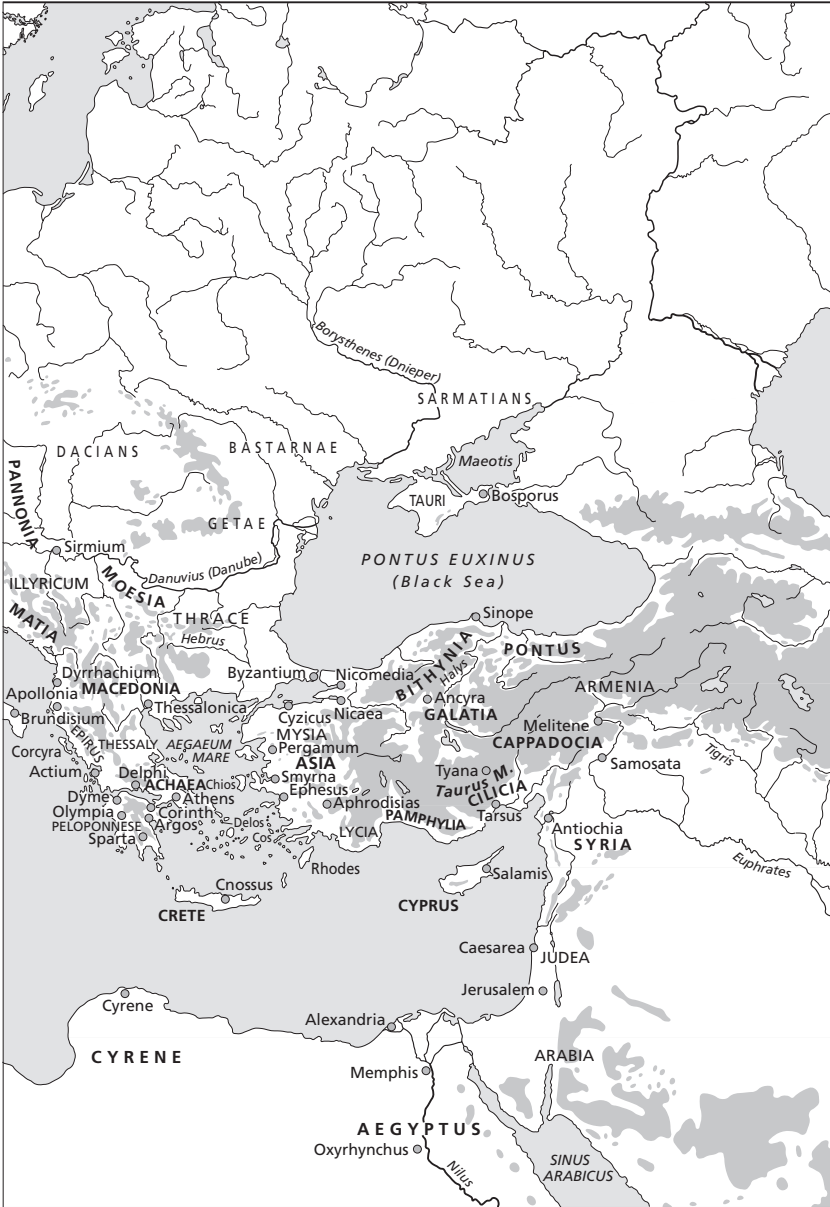 Borysthenes (Dnieper)
SARMATIANS
DACIANS
BASTARNAE
Maeotis
PANNONIA
TAURI
Bosporus
GETAE
Sirmium
PONTUS EUXINUS
(Black Sea)
Danuvius (Danube)
ILLYRICUM
MOESIA
MATIA
THRACE
Sinope
Hebrus
PONTUS
BITHYNIA
Halys
Dyrrhachium
Byzantium
Nicomedia
ARMENIA
MACEDONIA
Apollonia
Ancyra
Thessalonica
Nicaea
GALATIA
Brundisium
Cyzicus
Melitene
MYSIA
CAPPADOCIA
EPIRUS
THESSALY
AEGAEUM
MARE
Pergamum
Tigris
Corcyra
ASIA
Samosata
Actium
Delphi
Tyana
Taurus M.
Smyrna
ACHAEA
Chios
Ephesus
CILICIA
Dyme
Athens
Aphrodisias
Olympia
Corinth
PAMPHYLIA
Tarsus
PELOPONNESE
Argos
Delos
Cos
LYCIA
Antiochia
Sparta
SYRIA
Rhodes
Euphrates
Salamis
Cnossus
CRETE
CYPRUS
Caesarea
JUDEA
Jerusalem
Cyrene
Alexandria
CYRENE
ARABIA
Memphis
AEGYPTUS
Oxyrhynchus
SINUS
ARABICUS
Nilus